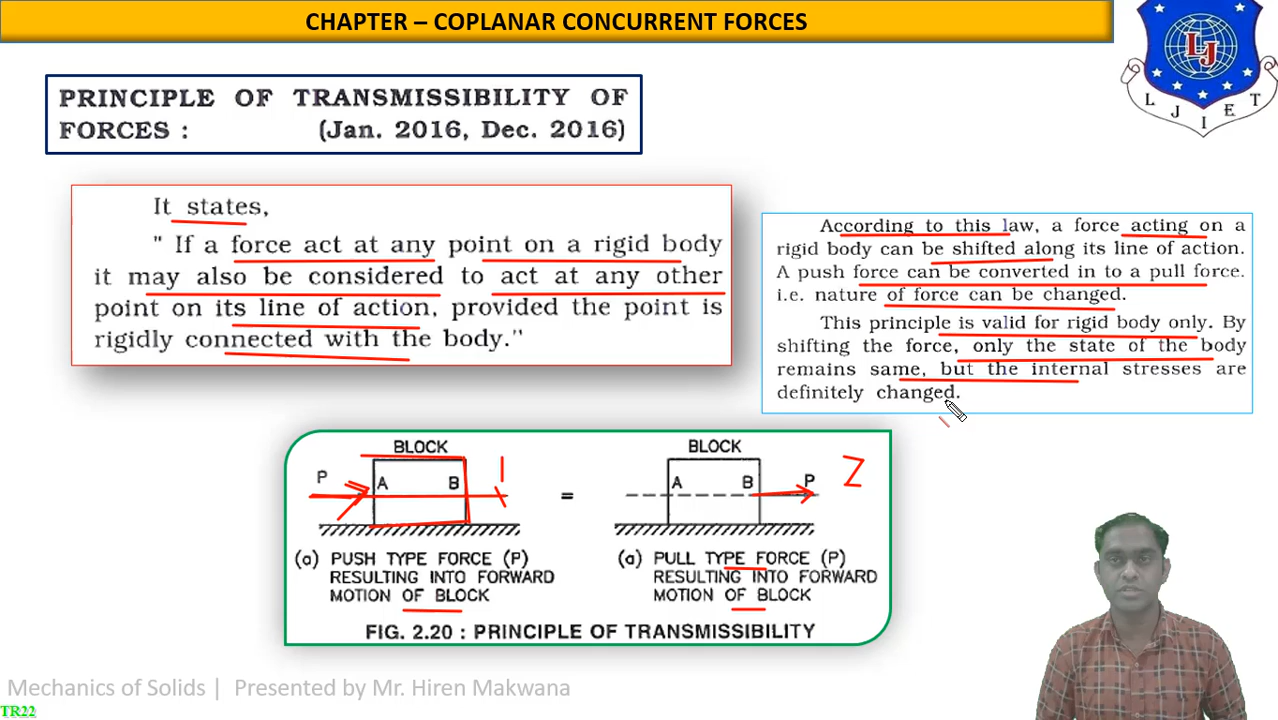 CHAPTER – COPLANAR CONCURRENT FORCES
LJ
L J I E T
PRINCIPLE OF TRANSMISSIBILITY OF
FORCES : (Jan. 2016, Dec. 2016)
It states,
" If a force act at any point on a rigid body
it may also be considered to act at any other
point on its line of action, provided the point is
rigidly connected with the body."
According to this law, a force acting on a
rigid body can be shifted along its line of action.
A push force can be converted in to a pull force.
i.e. nature of force can be changed.
This principle is valid for rigid body only. By
shifting the force, only the state of the body
remains same, but the internal stresses are
definitely changed.
BLOCK
P A B 1
=
BLOCK
A B P 2
(a) PUSH TYPE FORCE (P)
RESULTING INTO FORWARD
MOTION OF BLOCK
(a) PULL TYPE FORCE (P)
RESULTING INTO FORWARD
MOTION OF BLOCK
FIG. 2.20 : PRINCIPLE OF TRANSMISSIBILITY
Mechanics of Solids | Presented by Mr. Hiren Makwana
TR22